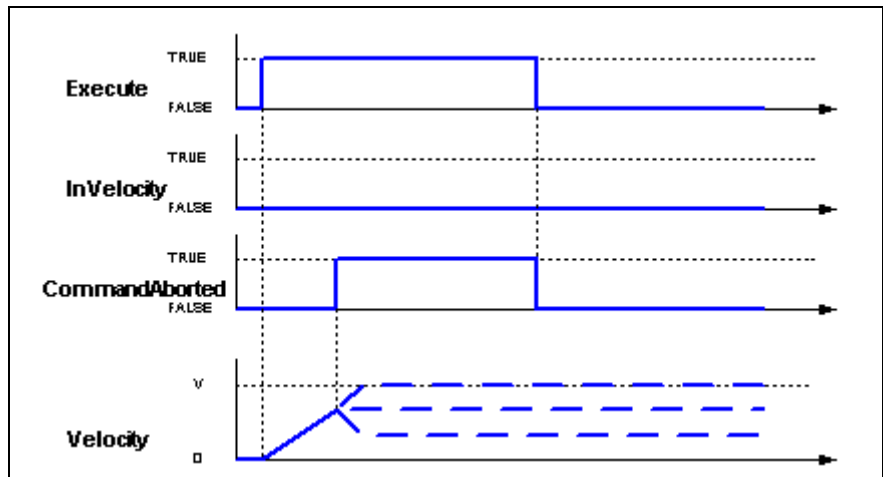 TRUE
Execute
FALSE
TRUE
InVelocity
FALSE
TRUE
CommandAborted
FALSE
V
Velocity
0